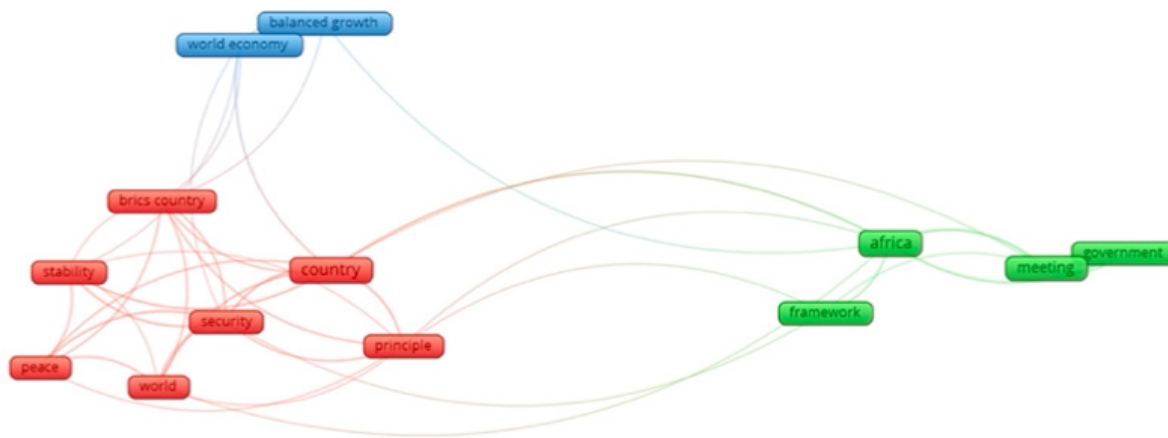 balanced growth
world economy
brics country
africa
government
meeting
stability
country
framework
security
principle
peace
world